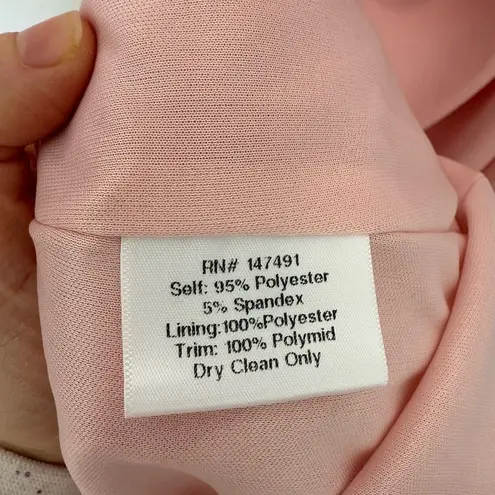 RN# 147491
Self: 95% Polyester
5% Spandex
Lining:100%Polyester
Trim: 100% Polymid
Dry Clean Only